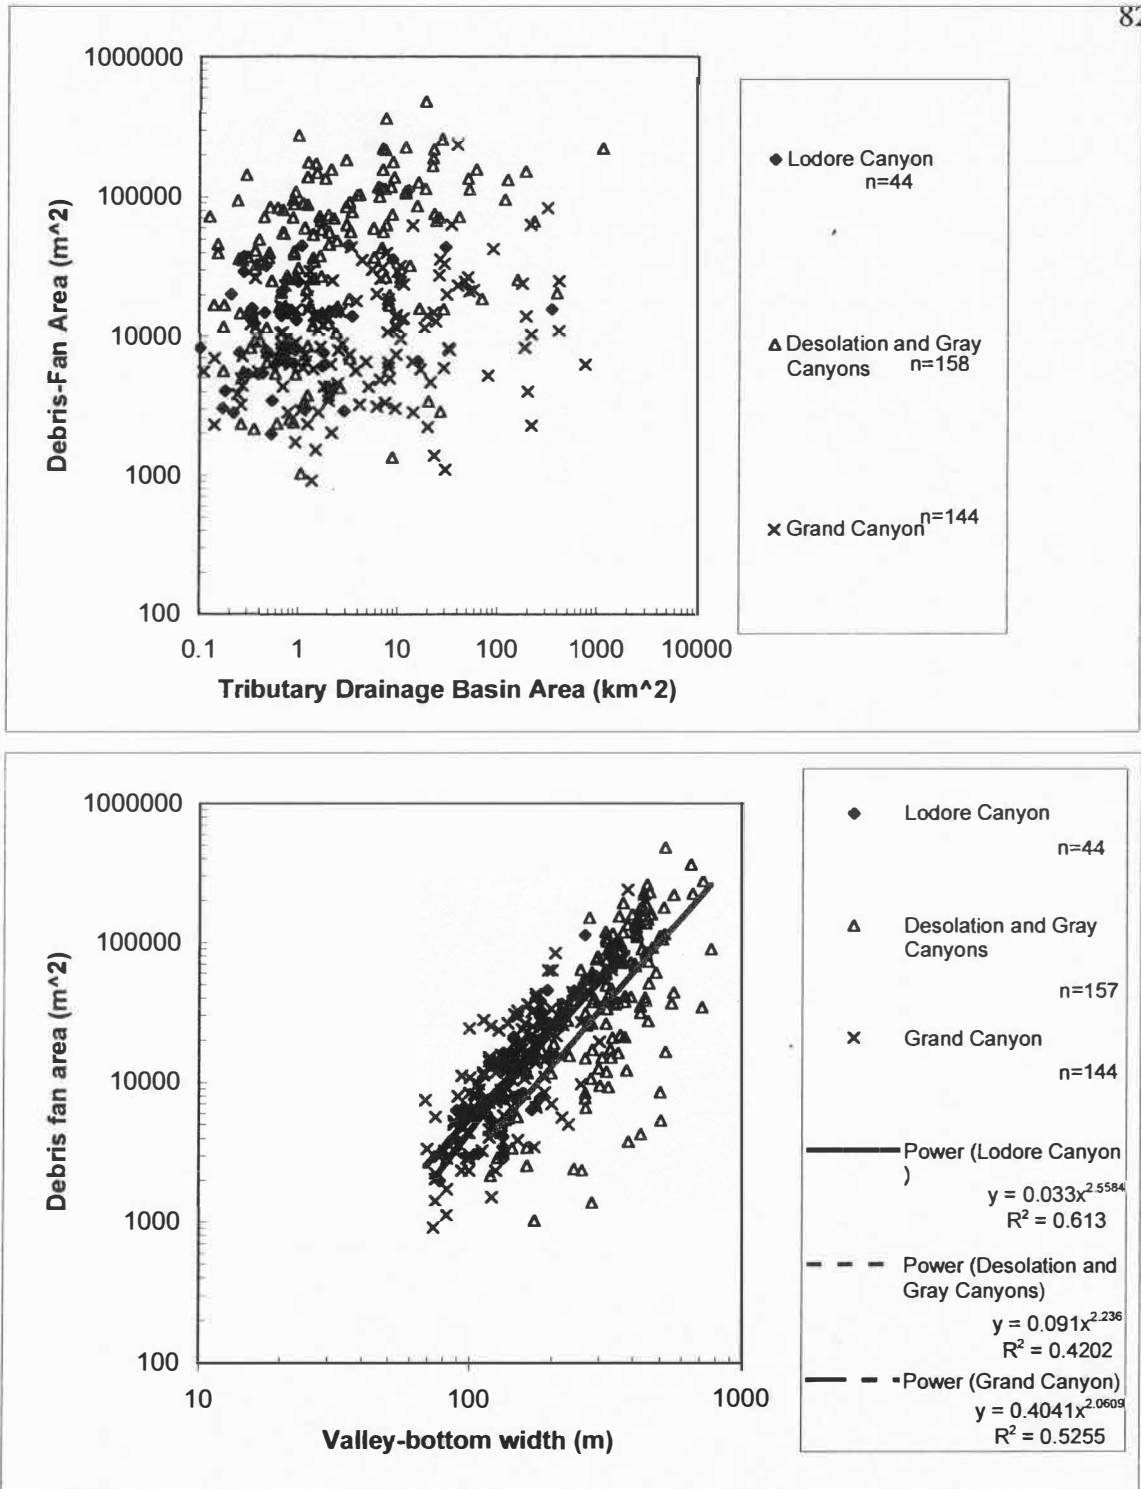 82
1000000
100000
10000
1000
100
Debris-Fan Area (m^2)
0.1 1 10 100 1000 10000
Tributary Drainage Basin Area (km^2)
Lodore Canyon
n=44
Desolation and Gray
Canyons n=158
Grand Canyon n=144
1000000
100000
10000
1000
100
Debris fan area (m^2)
10 100 1000
Valley-bottom width (m)
Lodore Canyon
n=44
Desolation and Gray
Canyons
n=157
Grand Canyon
n=144
Power (Lodore Canyon
)
y = 0.033x^2.5584
R² = 0.613
Power (Desolation and
Gray Canyons)
y = 0.091x^2.236
R² = 0.4202
Power (Grand Canyon)
y = 0.4041x^2.0609
R² = 0.5255